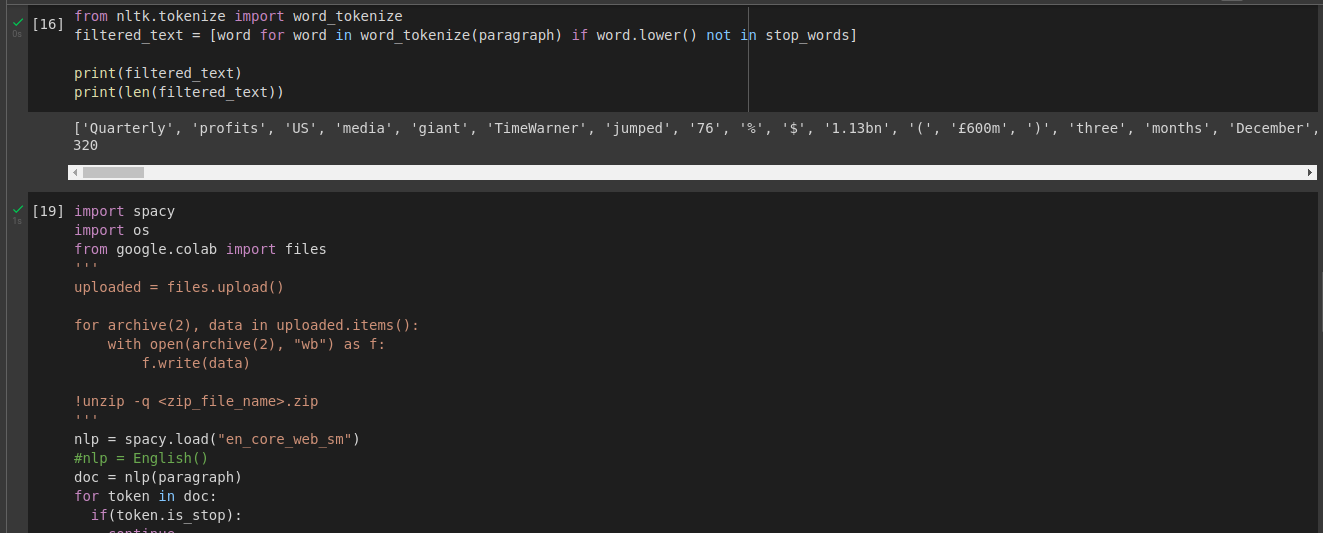 [16] from nltk.tokenize import word_tokenize
0s filtered_text = [word for word in word_tokenize(paragraph) if word.lower() not in stop_words]
print(filtered_text)
print(len(filtered_text))
['Quarterly', 'profits', 'US', 'media', 'giant', 'TimeWarner', 'jumped', '76', '%', '$', '1.13bn', '(', '£600m', ')', 'three', 'months', 'December',
320
[19] import spacy
1s
import os
from google.colab import files
'''
uploaded = files.upload()
for archive(2), data in uploaded.items():
    with open(archive(2), "wb") as f:
        f.write(data)
!unzip -q <zip_file_name>.zip
'''
nlp = spacy.load("en_core_web_sm")
#nlp = English()
doc = nlp(paragraph)
for token in doc:
  if(token.is_stop):
    continue